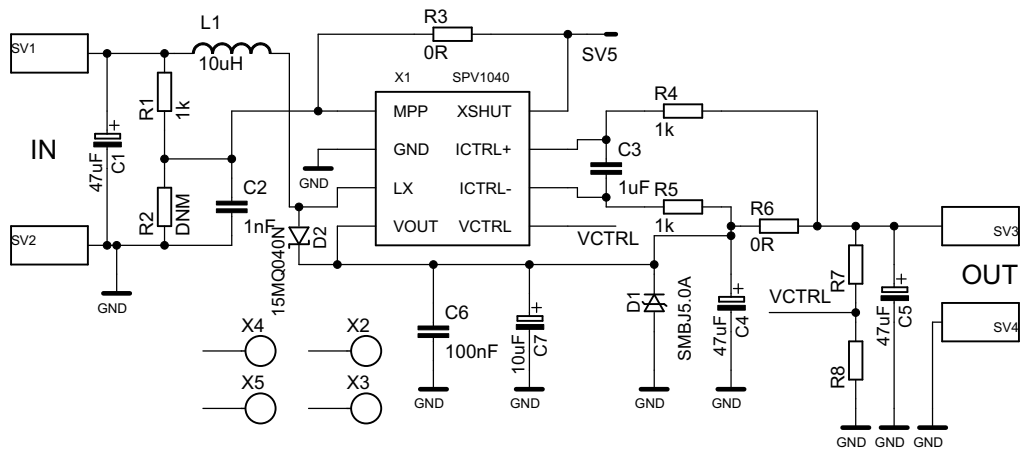 L1
10uH
SV1
R3
0R
SV5
X1 SPV1040
MPP XSHUT
GND ICTRL+
LX ICTRL-
VOUT VCTRL
R1
1k
IN
47uF
C1
R2
DNM
C2
1nF
GND
SV2
GND
D2
15MQ040N
R4
1k
C3
1uF
R5
1k
VCTRL
R6
0R
SV3
OUT
SV4
R7
VCTRL
R8
47uF
C5
D1
SMBJ5.0A
47uF
C4
C6
100nF
10uF
C7
X4
X2
X5
X3
GND
GND
GND
GND
GND
GND
GND